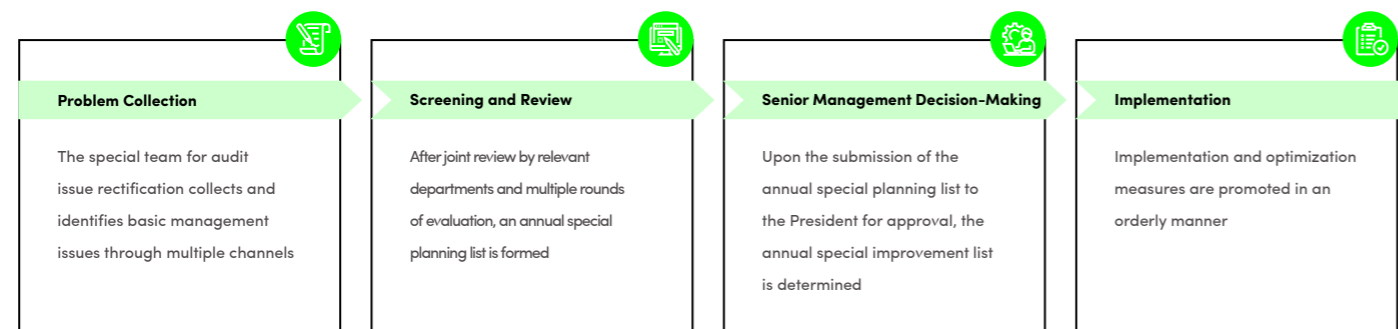 Problem Collection
The special team for audit
issue rectification collects and
identifies basic management
issues through multiple channels
Screening and Review
After joint review by relevant
departments and multiple rounds
of evaluation, an annual special
planning list is formed
Senior Management Decision-Making
Upon the submission of the
annual special planning list to
the President for approval, the
annual special improvement list
is determined
Implementation
Implementation and optimization
measures are promoted in an
orderly manner